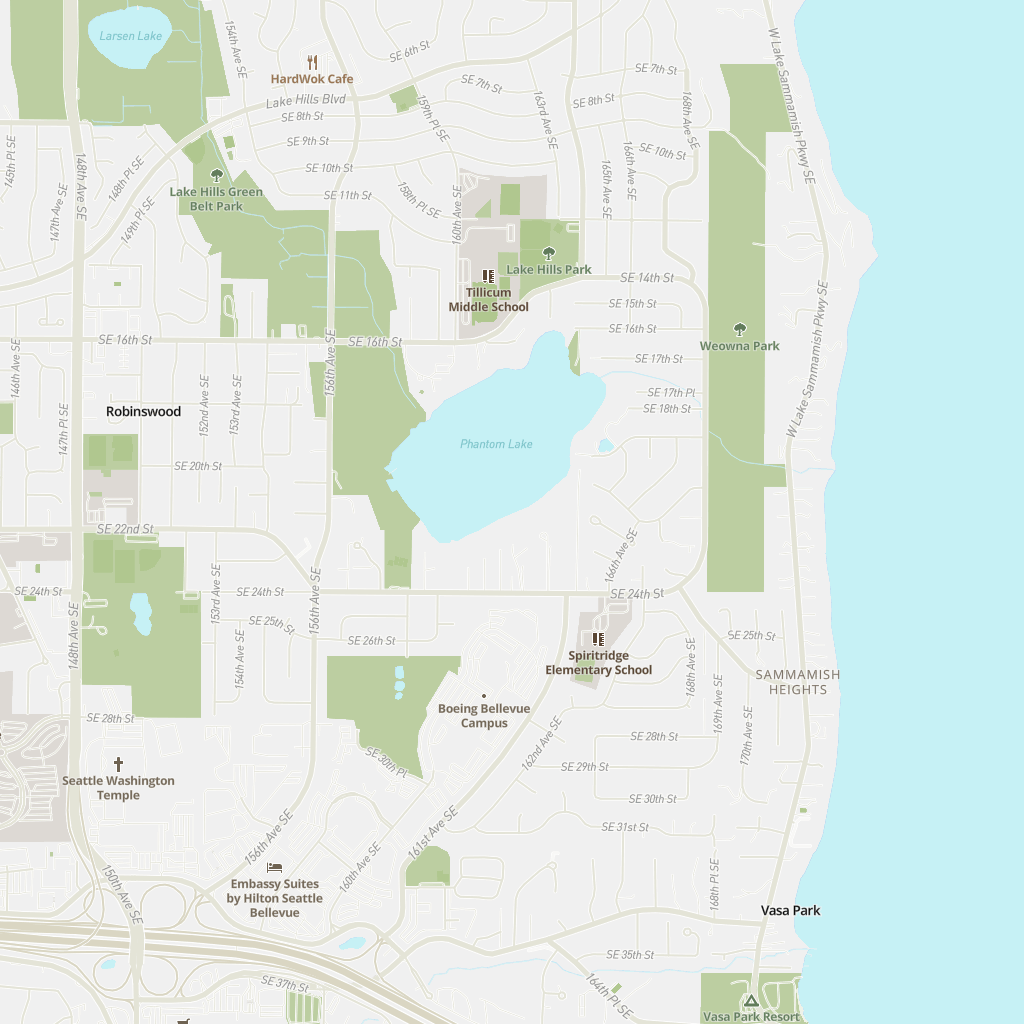 Larsen Lake
154th Ave SE
HardWok Cafe
SE 6th St
Lake Hills Blvd
SE 7th St
SE 7th St
W Lake Sammamish Pkwy SE
SE 8th St
SE 8th St
159th Pl SE
163rd Ave SE
168th Ave SE
145th Pl SE
148th Ave SE
148th Pl SE
SE 9th St
SE 10th St
SE 10th St
165th Ave SE
166th Ave SE
Lake Hills Green
Belt Park
SE 11th St
158th Pl SE
160th Ave SE
147th Ave SE
149th Pl SE
Lake Hills Park
SE 14th St
Tillicum
Middle School
SE 15th St
SE 16th St
SE 16th St
SE 16th St
156th Ave SE
Weowna Park
W Lake Sammamish Pkwy SE
146th Ave SE
SE 17th St
SE 17th Pl
SE 18th St
152nd Ave SE
153rd Ave SE
147th Pl SE
Robinswood
Phantom Lake
SE 20th St
SE 22nd St
166th Ave SE
SE 24th St
SE 24th St
SE 24th St
153rd Ave SE
156th Ave SE
148th Ave SE
154th Ave SE
SE 25th St
SE 26th St
SE 25th St
Spiritridge
Elementary School
168th Ave SE
169th Ave SE
170th Ave SE
SAMMAMISH
HEIGHTS
Boeing Bellevue
Campus
SE 28th St
162nd Ave SE
SE 28th St
SE 30th Pl
SE 29th St
Seattle Washington
Temple
SE 30th St
SE 31st St
156th Ave SE
160th Ave SE
161st Ave SE
150th Ave SE
168th Pl SE
Embassy Suites
by Hilton Seattle
Bellevue
Vasa Park
SE 35th St
SE 37th St
164th Pl SE
Vasa Park Resort